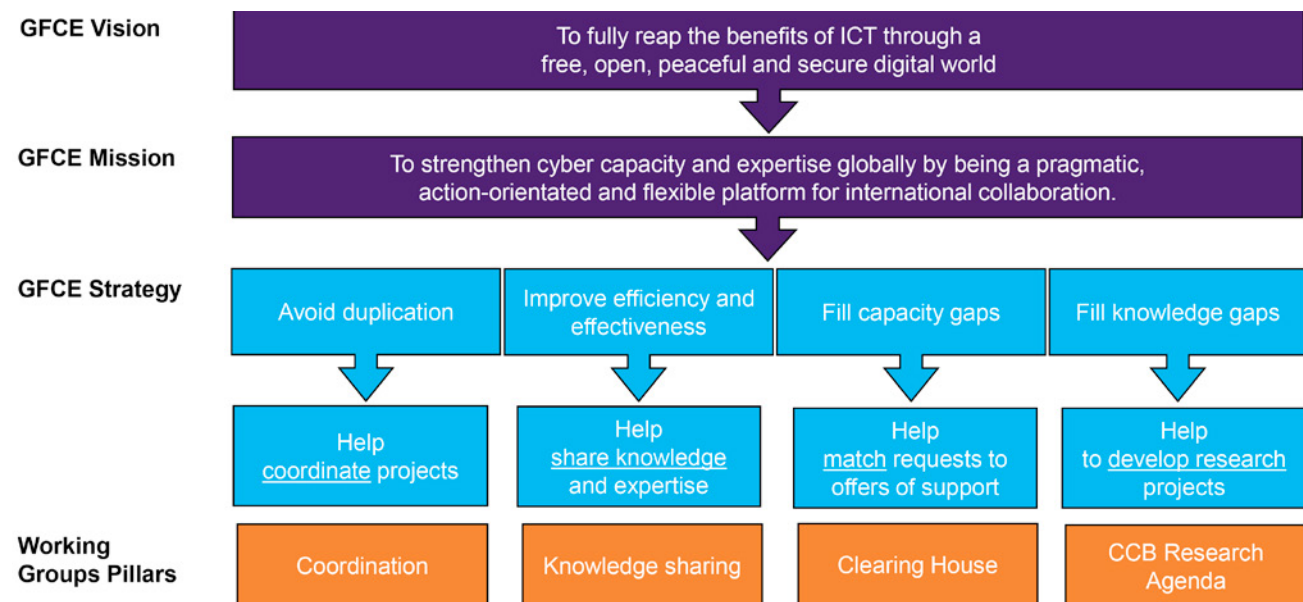 GFCE Vision
To fully reap the benefits of ICT through a
free, open, peaceful and secure digital world
GFCE Mission
To strengthen cyber capacity and expertise globally by being a pragmatic,
action-orientated and flexible platform for international collaboration.
GFCE Strategy
Avoid duplication
Improve efficiency and
effectiveness
Fill capacity gaps
Fill knowledge gaps
Help
coordinate projects
Help
share knowledge
and expertise
Help
match requests to
offers of support
Help
to develop research
projects
Working
Groups Pillars
Coordination
Knowledge sharing
Clearing House
CCB Research
Agenda